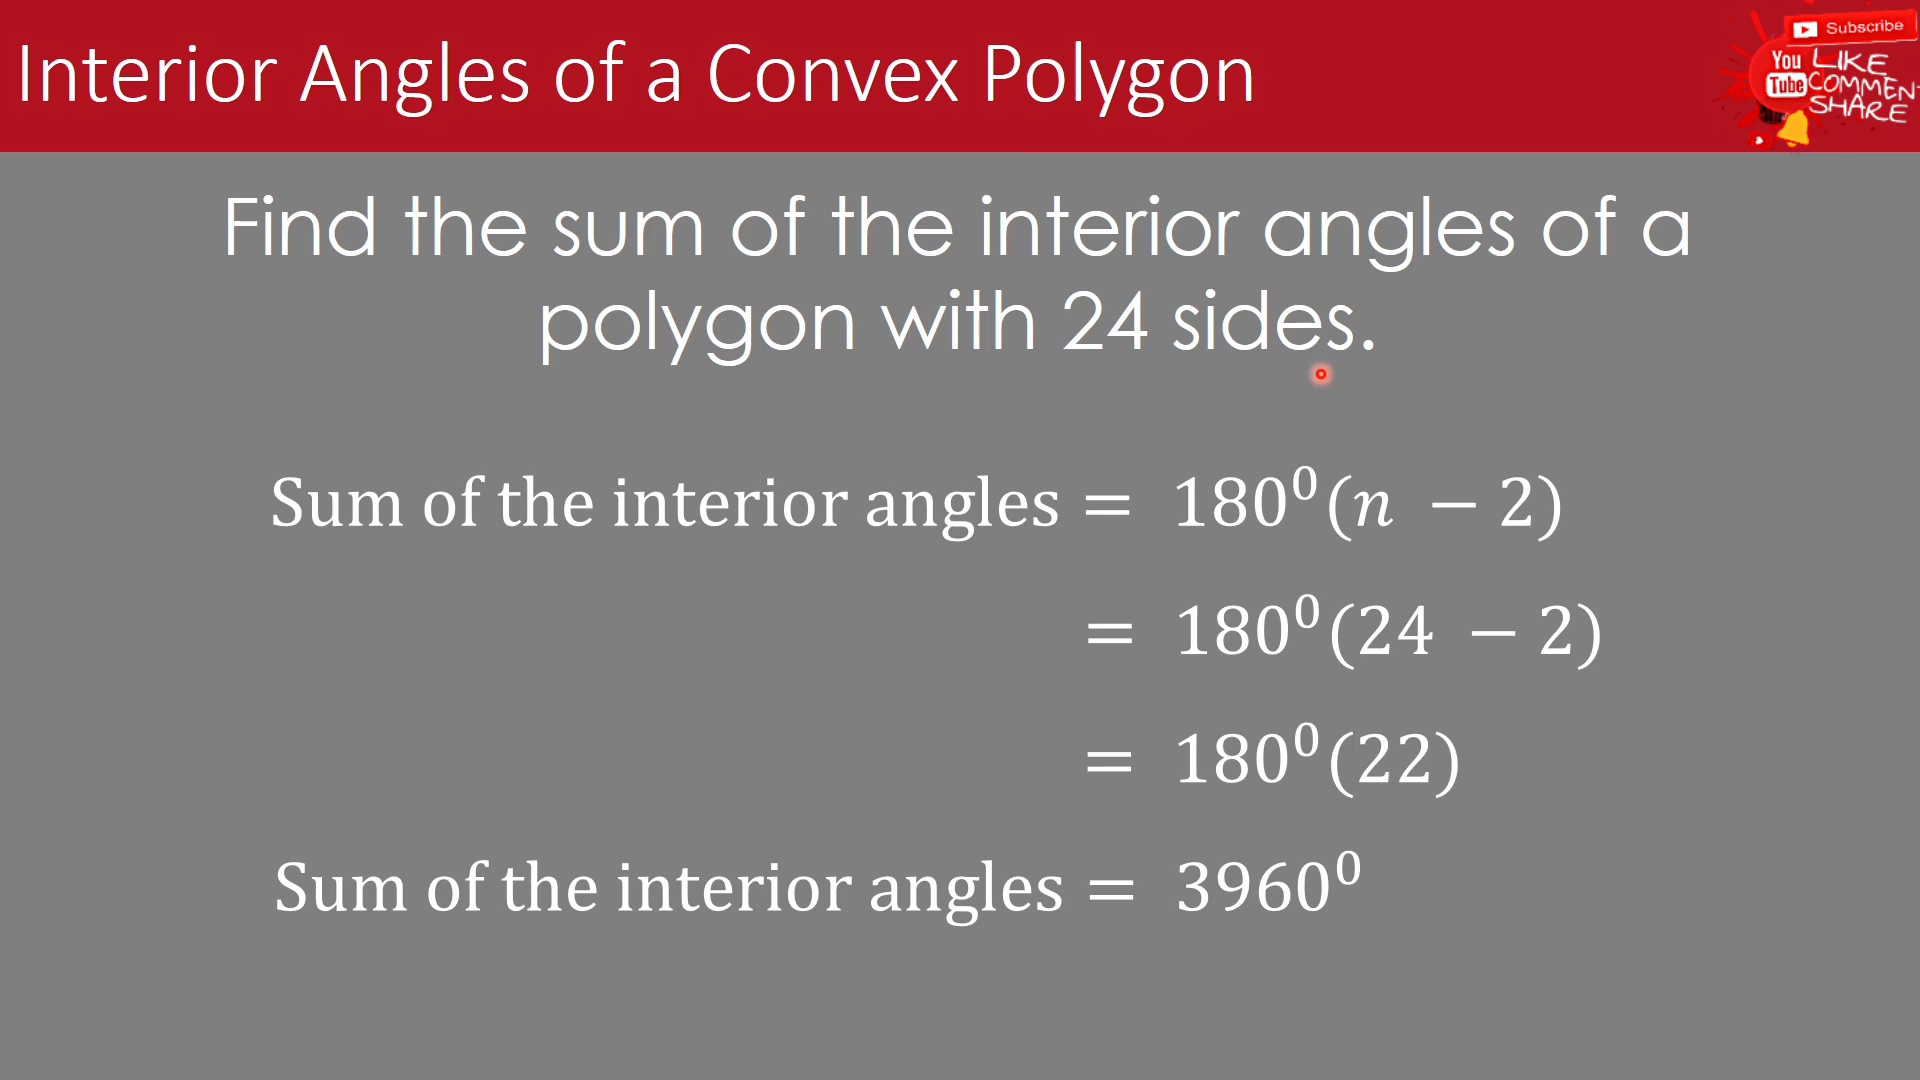 Interior Angles of a Convex Polygon
Subscribe
You LIKE
Tube COMMEN
SHARE
Find the sum of the interior angles of a
polygon with 24 sides.
Sum of the interior angles = 180⁰(n − 2)
= 180⁰(24 − 2)
= 180⁰(22)
Sum of the interior angles = 3960⁰